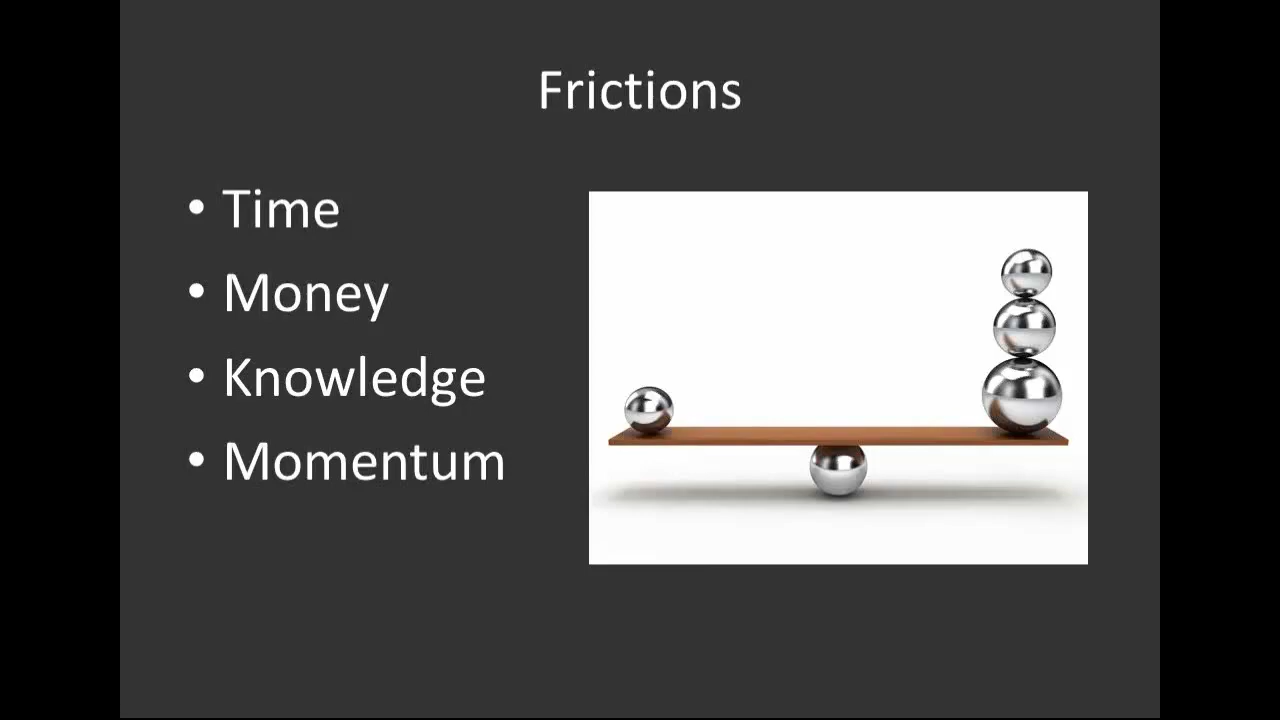 Frictions
• Time
• Money
• Knowledge
• Momentum